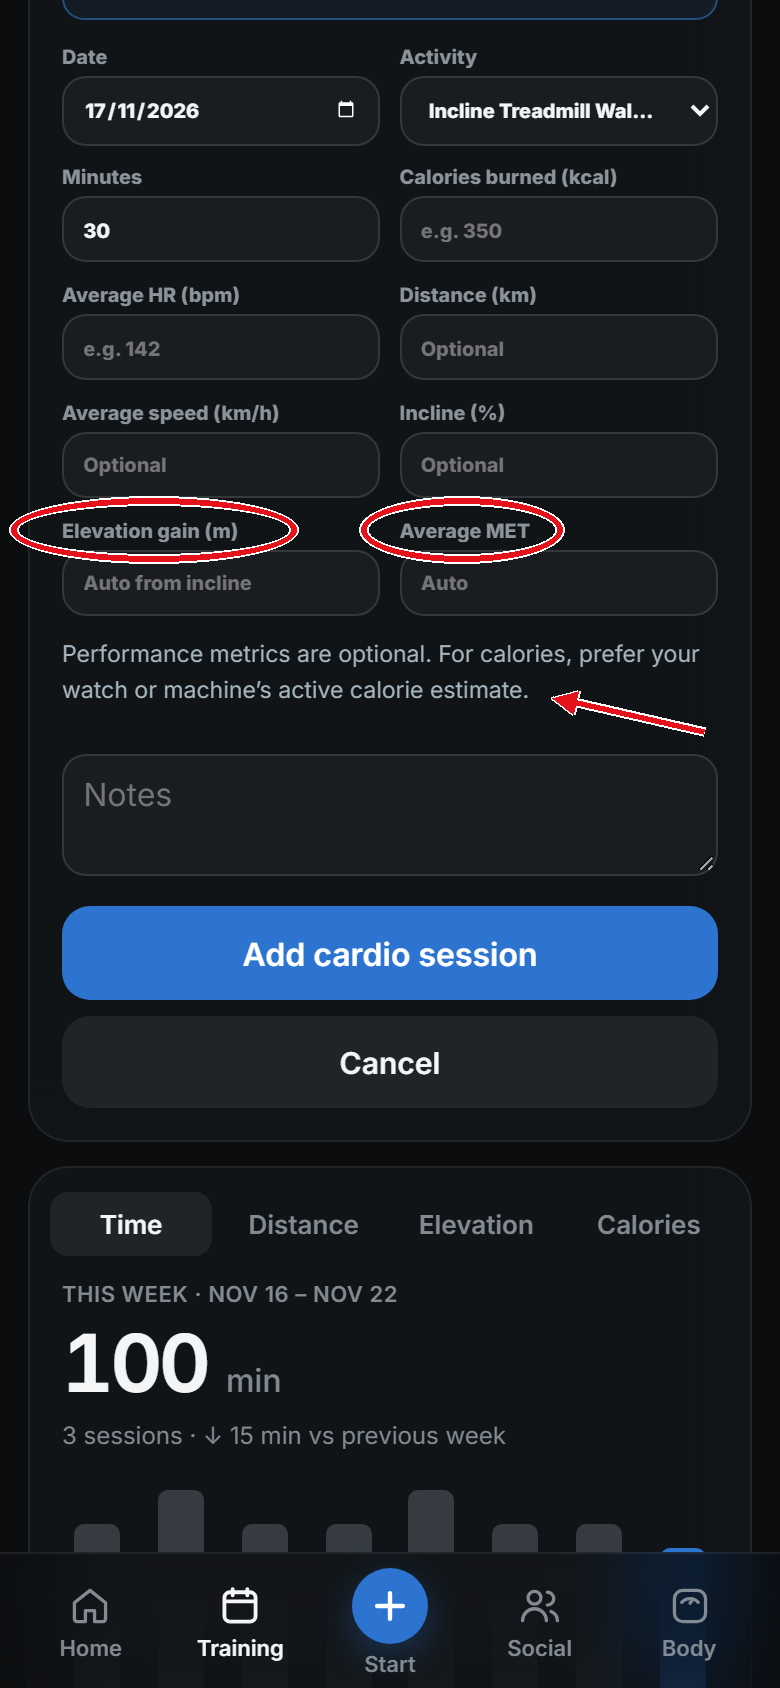 Date
Activity
17/11/2026
Incline Treadmill Wal...
Minutes
Calories burned (kcal)
30
e.g. 350
Average HR (bpm)
Distance (km)
e.g. 142
Optional
Average speed (km/h)
Incline (%)
Optional
Optional
Elevation gain (m)
Average MET
Auto from incline
Auto
Performance metrics are optional. For calories, prefer your
watch or machine’s active calorie estimate.
Notes
Add cardio session
Cancel
Time
Distance
Elevation
Calories
THIS WEEK · NOV 16 – NOV 22
100 min
3 sessions · ↓ 15 min vs previous week
Home
Training
Start
Social
Body